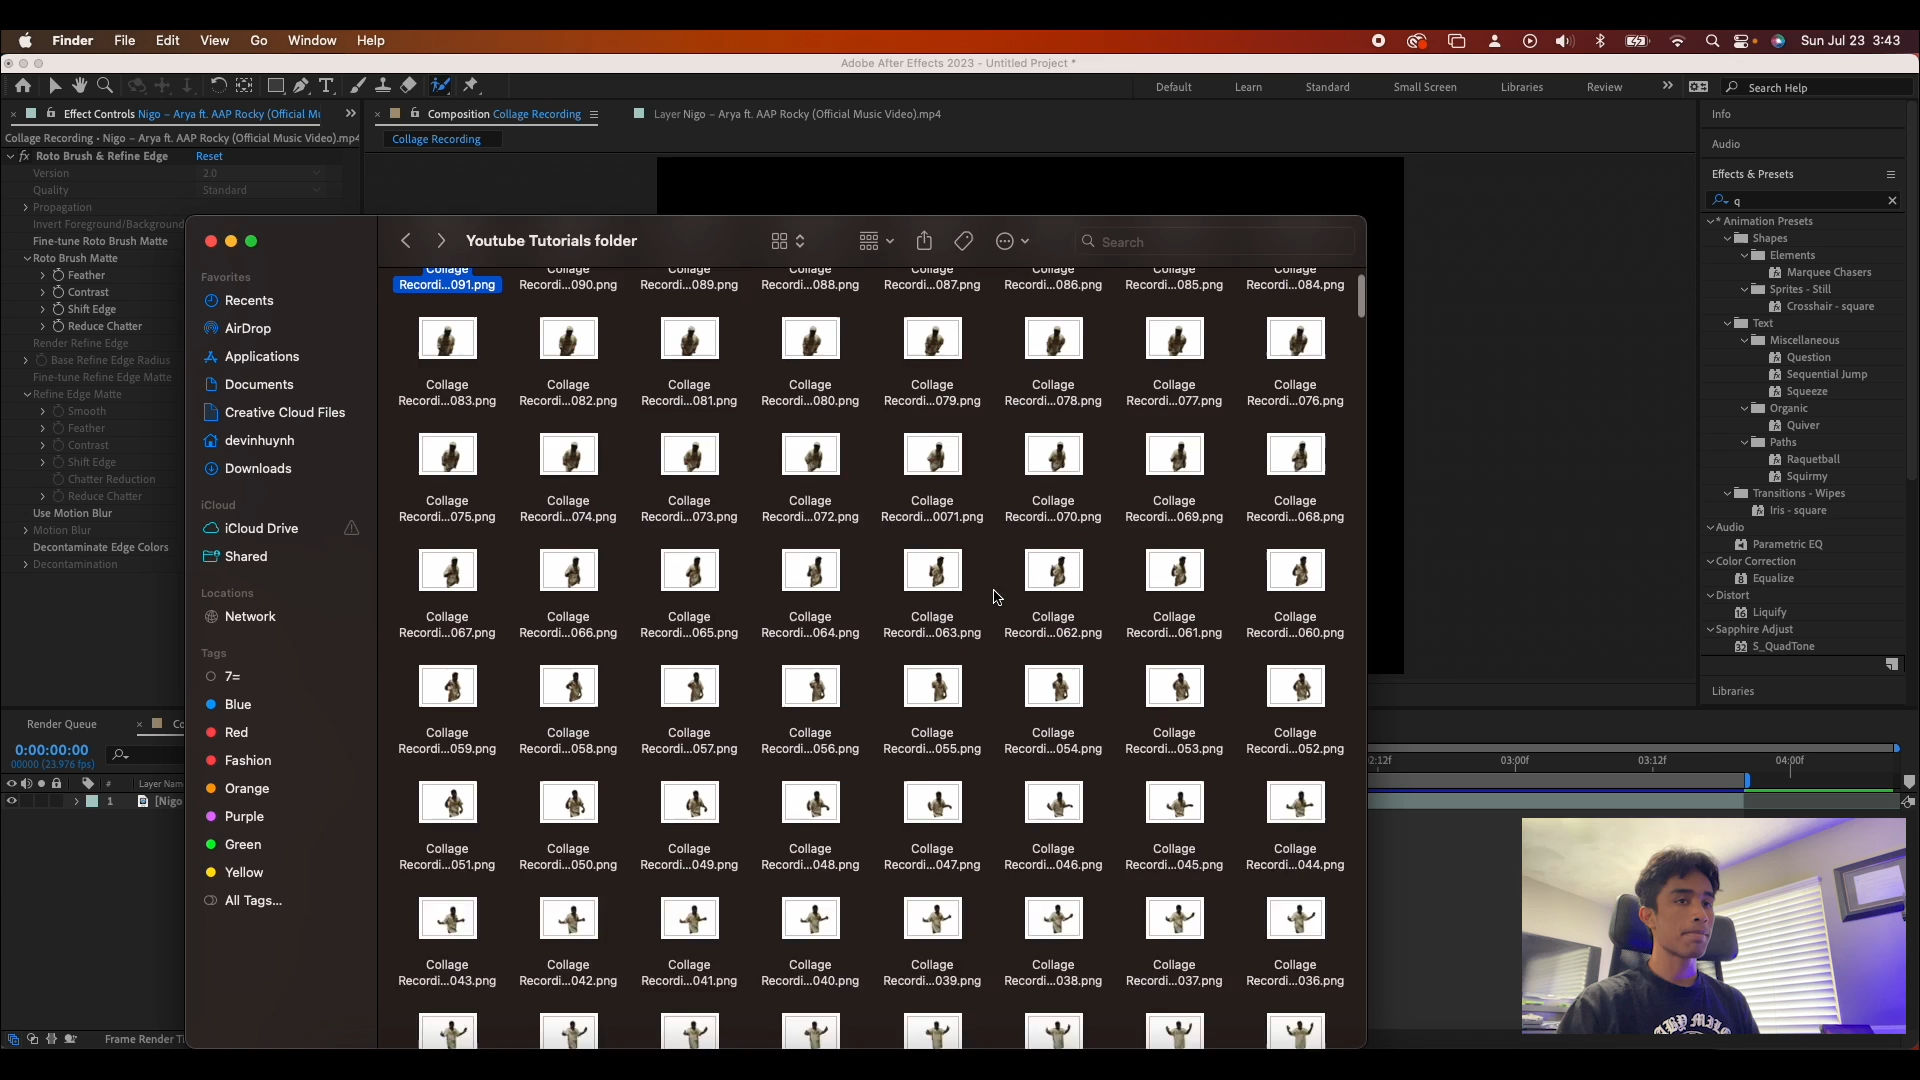 Finder File Edit View Go Window Help
Sun Jul 23 3:43
Adobe After Effects 2023 - Untitled Project *
Default Learn Standard Small Screen Libraries Review
Search Help
Effect Controls Nigo – Arya ft. AAP Rocky (Official Mu
Composition Collage Recording
Layer Nigo – Arya ft. AAP Rocky (Official Music Video).mp4
Collage Recording • Nigo – Arya ft. AAP Rocky (Official Music Video).mp4
Collage Recording
Roto Brush & Refine Edge Reset
Version 2.0
Quality Standard
Propagation
Invert Foreground/Background
Fine-tune Roto Brush Matte
Roto Brush Matte
Feather
Contrast
Shift Edge
Reduce Chatter
Render Refine Edge
Base Refine Edge Radius
Fine-tune Refine Edge Matte
Refine Edge Matte
Smooth
Feather
Contrast
Shift Edge
Chatter Reduction
Reduce Chatter
Use Motion Blur
Motion Blur
Decontaminate Edge Colors
Decontamination
Render Queue
Co
0:00:00:00
00000 (23.976 fps)
# Layer Nam
1 [Nigo
Frame Render Ti
Favorites
Recents
AirDrop
Applications
Documents
Creative Cloud Files
devinhuynh
Downloads
iCloud
iCloud Drive
Shared
Locations
Network
Tags
7=
Blue
Red
Fashion
Orange
Purple
Green
Yellow
All Tags...
Youtube Tutorials folder
Search
Collage Collage Collage Collage Collage Collage Collage Collage
Recordi...091.png Recordi...090.png Recordi...089.png Recordi...088.png Recordi...087.png Recordi...086.png Recordi...085.png Recordi...084.png
Collage Collage Collage Collage Collage Collage Collage Collage
Recordi...083.png Recordi...082.png Recordi...081.png Recordi...080.png Recordi...079.png Recordi...078.png Recordi...077.png Recordi...076.png
Collage Collage Collage Collage Collage Collage Collage Collage
Recordi...075.png Recordi...074.png Recordi...073.png Recordi...072.png Recordi...0071.png Recordi...070.png Recordi...069.png Recordi...068.png
Collage Collage Collage Collage Collage Collage Collage Collage
Recordi...067.png Recordi...066.png Recordi...065.png Recordi...064.png Recordi...063.png Recordi...062.png Recordi...061.png Recordi...060.png
Collage Collage Collage Collage Collage Collage Collage Collage
Recordi...059.png Recordi...058.png Recordi...057.png Recordi...056.png Recordi...055.png Recordi...054.png Recordi...053.png Recordi...052.png
Collage Collage Collage Collage Collage Collage Collage Collage
Recordi...051.png Recordi...050.png Recordi...049.png Recordi...048.png Recordi...047.png Recordi...046.png Recordi...045.png Recordi...044.png
Collage Collage Collage Collage Collage Collage Collage Collage
Recordi...043.png Recordi...042.png Recordi...041.png Recordi...040.png Recordi...039.png Recordi...038.png Recordi...037.png Recordi...036.png
Info
Audio
Effects & Presets
q
* Animation Presets
Shapes
Elements
Marquee Chasers
Sprites - Still
Crosshair - square
Text
Miscellaneous
Question
Sequential Jump
Squeeze
Organic
Quiver
Paths
Raquetball
Squirmy
Transitions - Wipes
Iris - square
Audio
Parametric EQ
Color Correction
Equalize
Distort
Liquify
Sapphire Adjust
S_QuadTone
Libraries
2:12f 03:00f 03:12f 04:00f